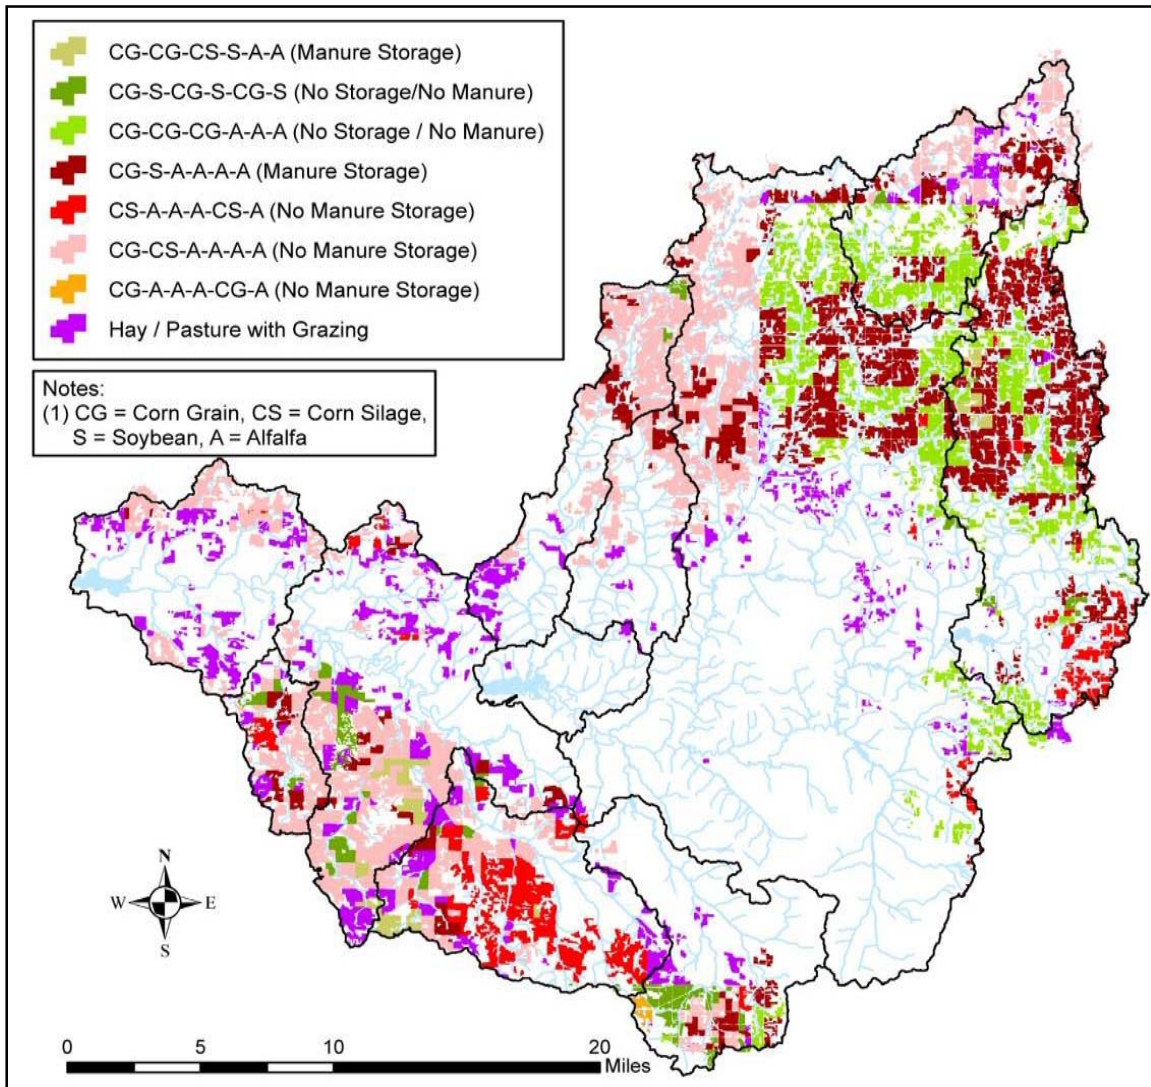 CG-CG-CS-S-A-A (Manure Storage)
CG-S-CG-S-CG-S (No Storage/No Manure)
CG-CG-CG-A-A-A (No Storage / No Manure)
CG-S-A-A-A-A (Manure Storage)
CS-A-A-A-CS-A (No Manure Storage)
CG-CS-A-A-A-A (No Manure Storage)
CG-A-A-A-CG-A (No Manure Storage)
Hay / Pasture with Grazing
Notes:
(1) CG = Corn Grain, CS = Corn Silage,
S = Soybean, A = Alfalfa
N
W E
S
0 5 10 20
Miles